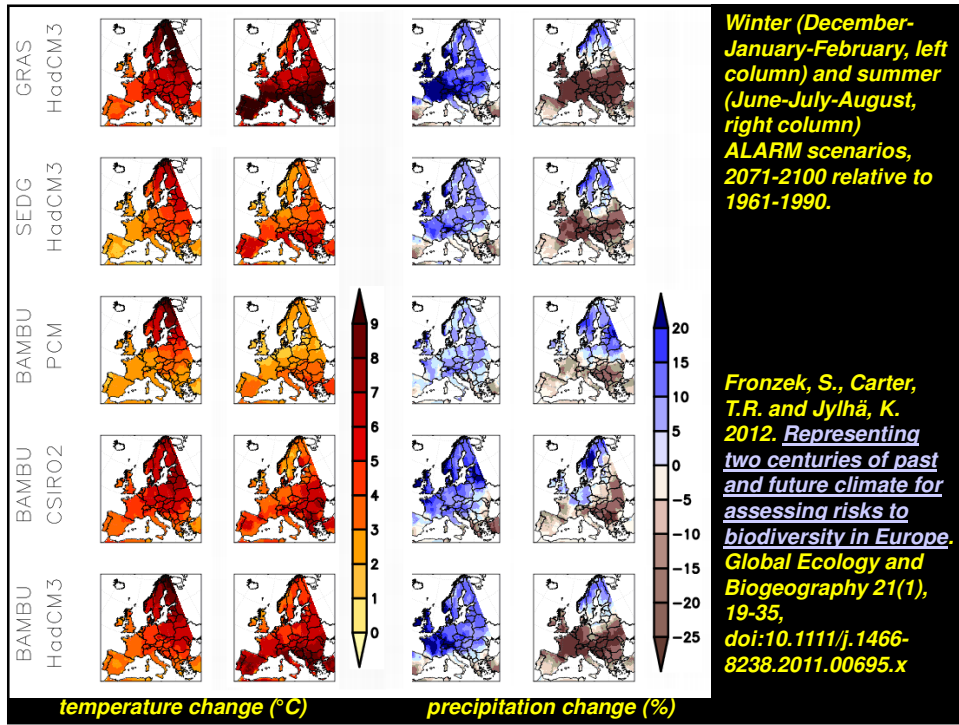 GRAS
HadCM3
SEDG
HadCM3
BAMBU
PCM
BAMBU
CSIRO2
BAMBU
HadCM3
9
8
7
6
5
4
3
2
1
0
20
15
10
5
0
−5
−10
−15
−20
−25
temperature change (°C)
precipitation change (%)
Winter (December-
January-February, left
column) and summer
(June-July-August,
right column)
ALARM scenarios,
2071-2100 relative to
1961-1990.
Fronzek, S., Carter,
T.R. and Jylhä, K.
2012. Representing
two centuries of past
and future climate for
assessing risks to
biodiversity in Europe.
Global Ecology and
Biogeography 21(1),
19-35,
doi:10.1111/j.1466-
8238.2011.00695.x